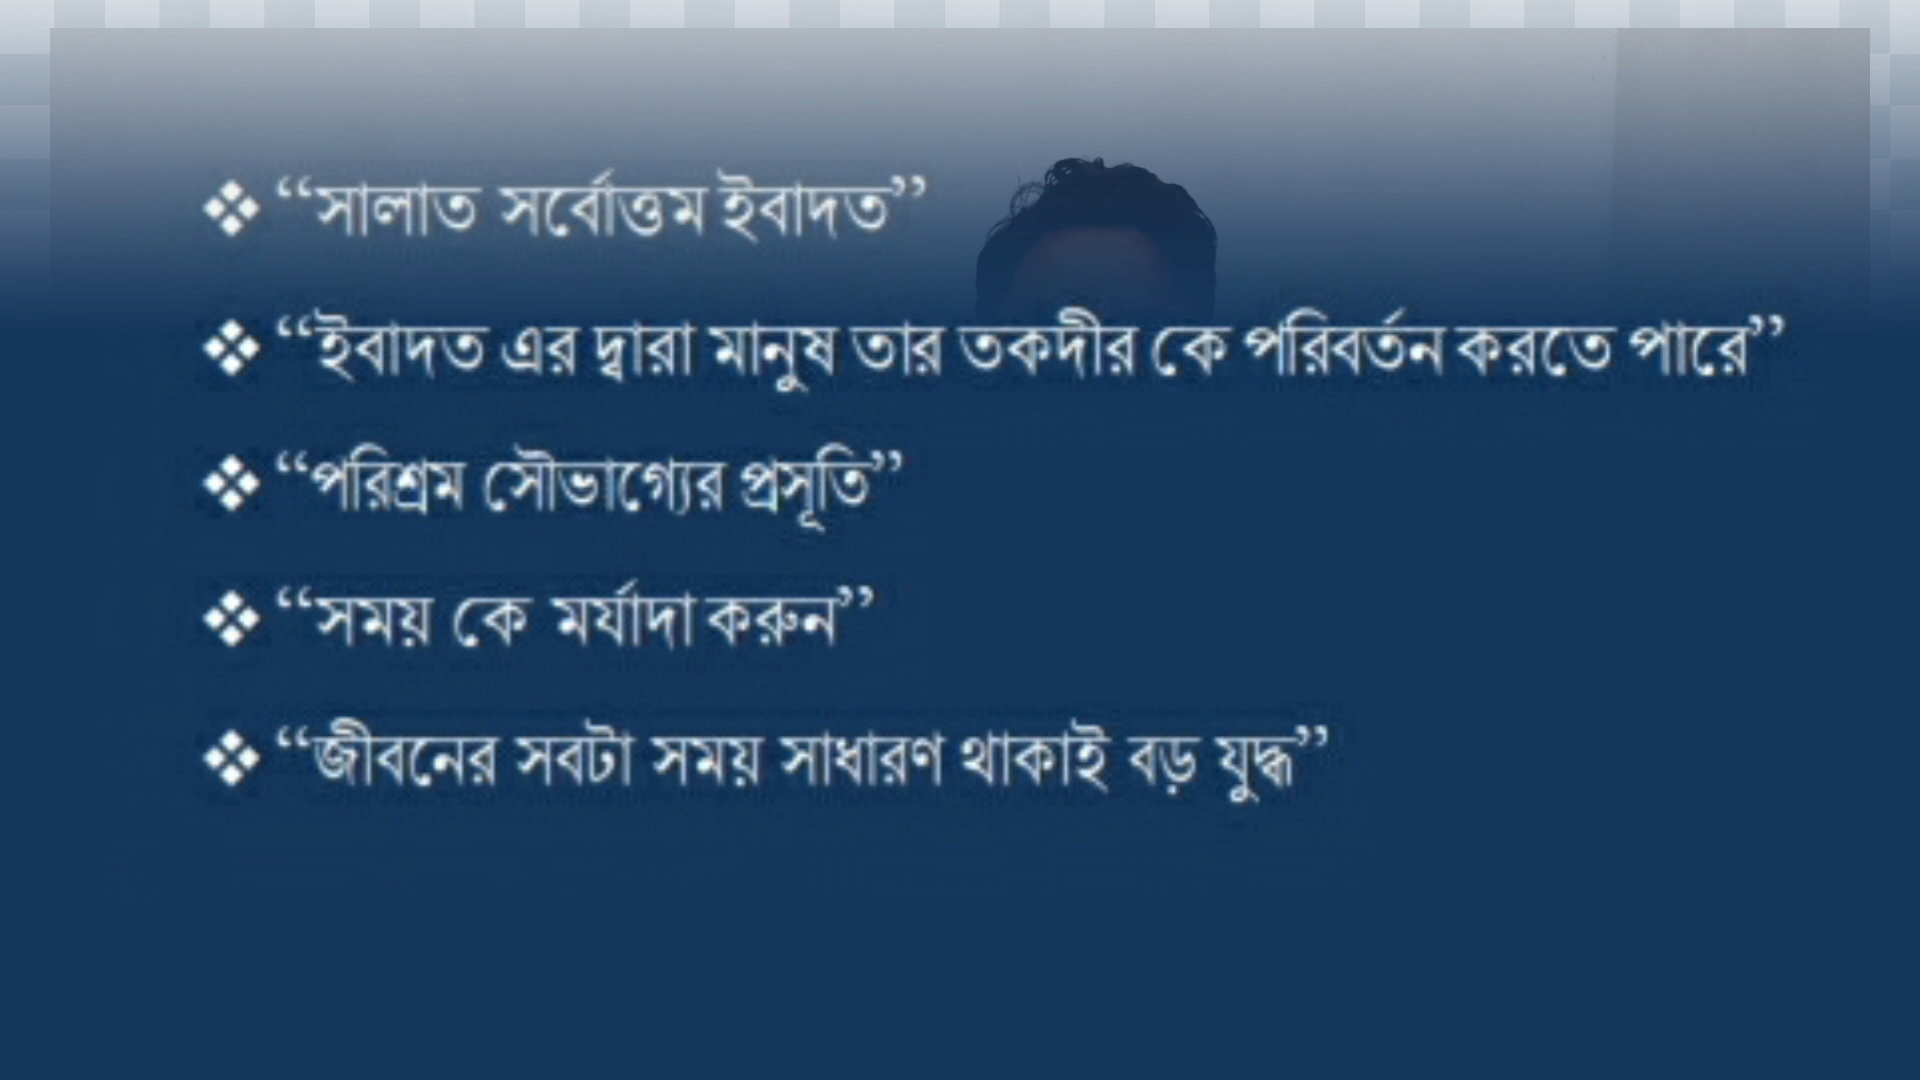 ❖ “সালাত সর্বোত্তম ইবাদত”
❖ “ইবাদত এর দ্বারা মানুষ তার তকদীর কে পরিবর্তন করতে পারে”
❖ “পরিশ্রম সৌভাগ্যের প্রসূতি”
❖ “সময় কে মর্যাদা করুন”
❖ “জীবনের সবটা সময় সাধারণ থাকাই বড় যুদ্ধ”